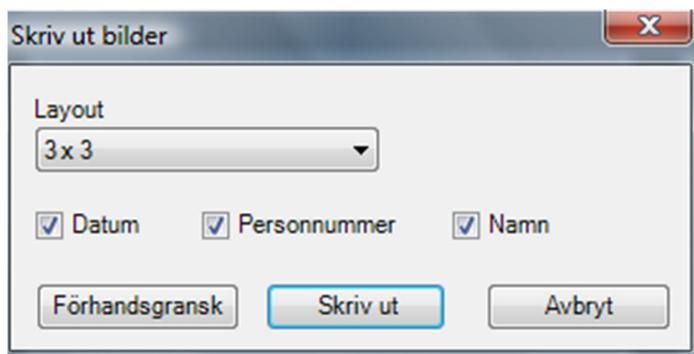 Skriv ut bilder
Layout
3 x 3
Datum Personnummer Namn
Förhandsgransk Skriv ut Avbryt